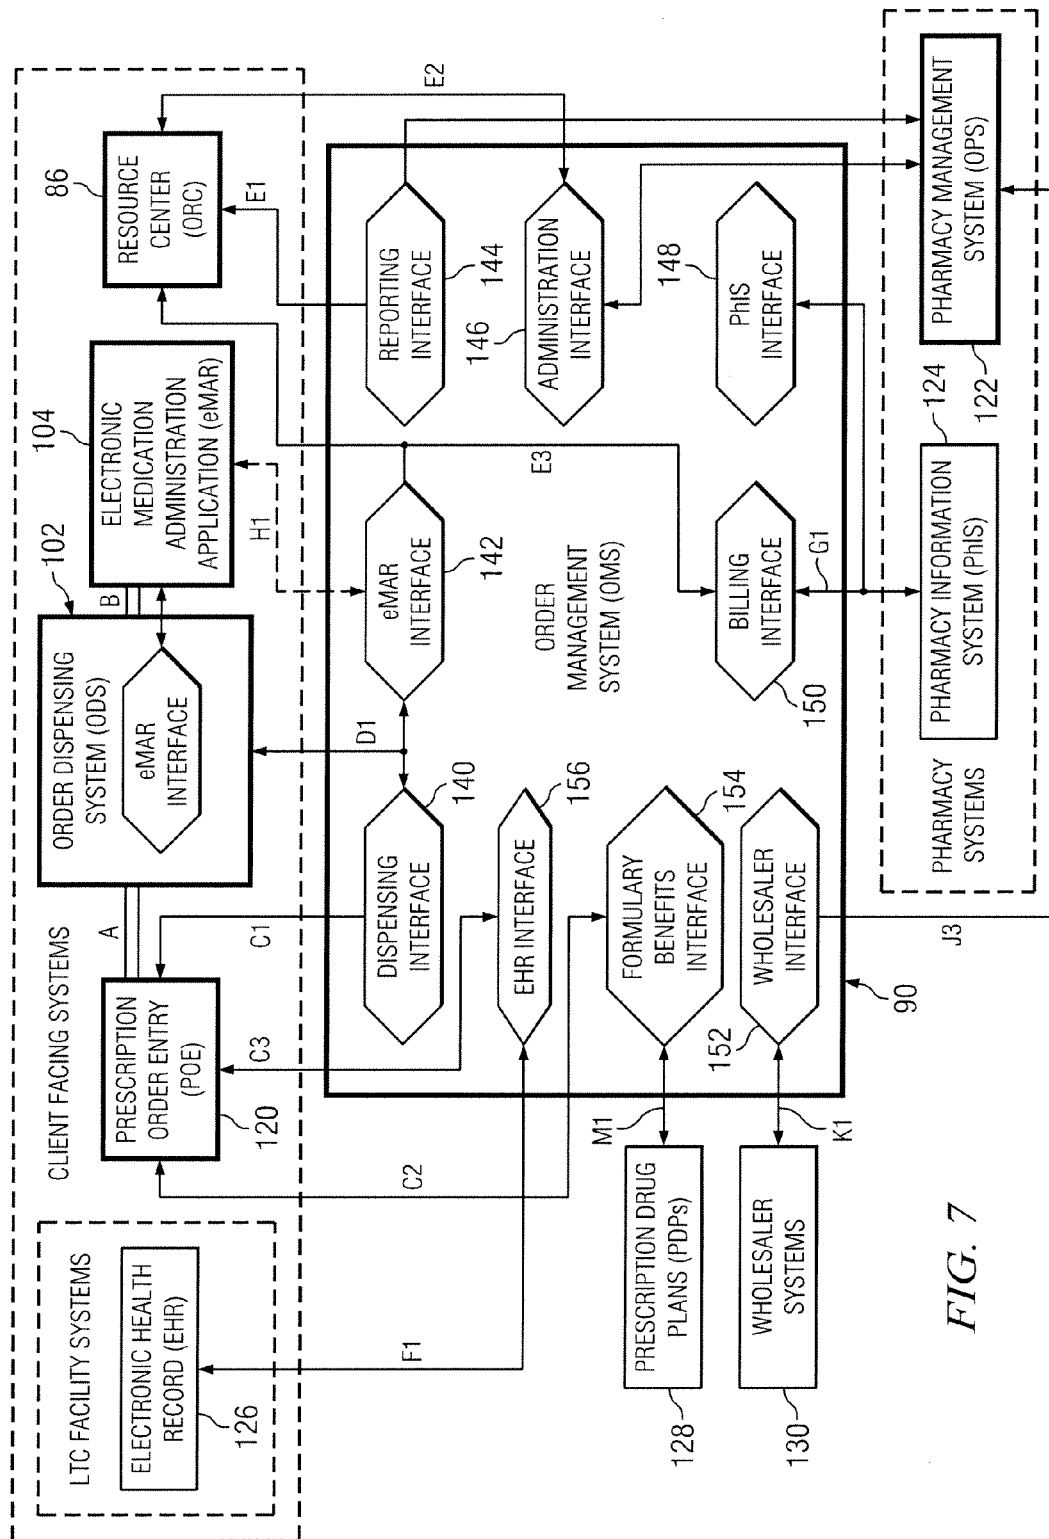 CLIENT FACING SYSTEMS
LTC FACILITY SYSTEMS
ELECTRONIC HEALTH
RECORD (EHR)
126
PRESCRIPTION
ORDER ENTRY
(POE)
120
A
ORDER DISPENSING
SYSTEM (ODS)
eMAR
INTERFACE
102
B
ELECTRONIC
MEDICATION
ADMINISTRATION
APPLICATION (eMAR)
104
RESOURCE
CENTER
(ORC)
86
F1
C2
C3
C1
D1
H1
E1
E2
E3
DISPENSING
INTERFACE
140
eMAR
INTERFACE
142
REPORTING
INTERFACE
144
EHR INTERFACE
156
ORDER
MANAGEMENT
SYSTEM (OMS)
146
ADMINISTRATION
INTERFACE
FORMULARY
BENEFITS
INTERFACE
154
WHOLESALER
INTERFACE
152
BILLING
INTERFACE
150
PhIS
INTERFACE
148
G1
M1
K1
J3
90
PRESCRIPTION DRUG
PLANS (PDPs)
128
WHOLESALER
SYSTEMS
130
PHARMACY SYSTEMS
PHARMACY INFORMATION
SYSTEM (PhIS)
124
PHARMACY MANAGEMENT
SYSTEM (OPS)
122
FIG. 7